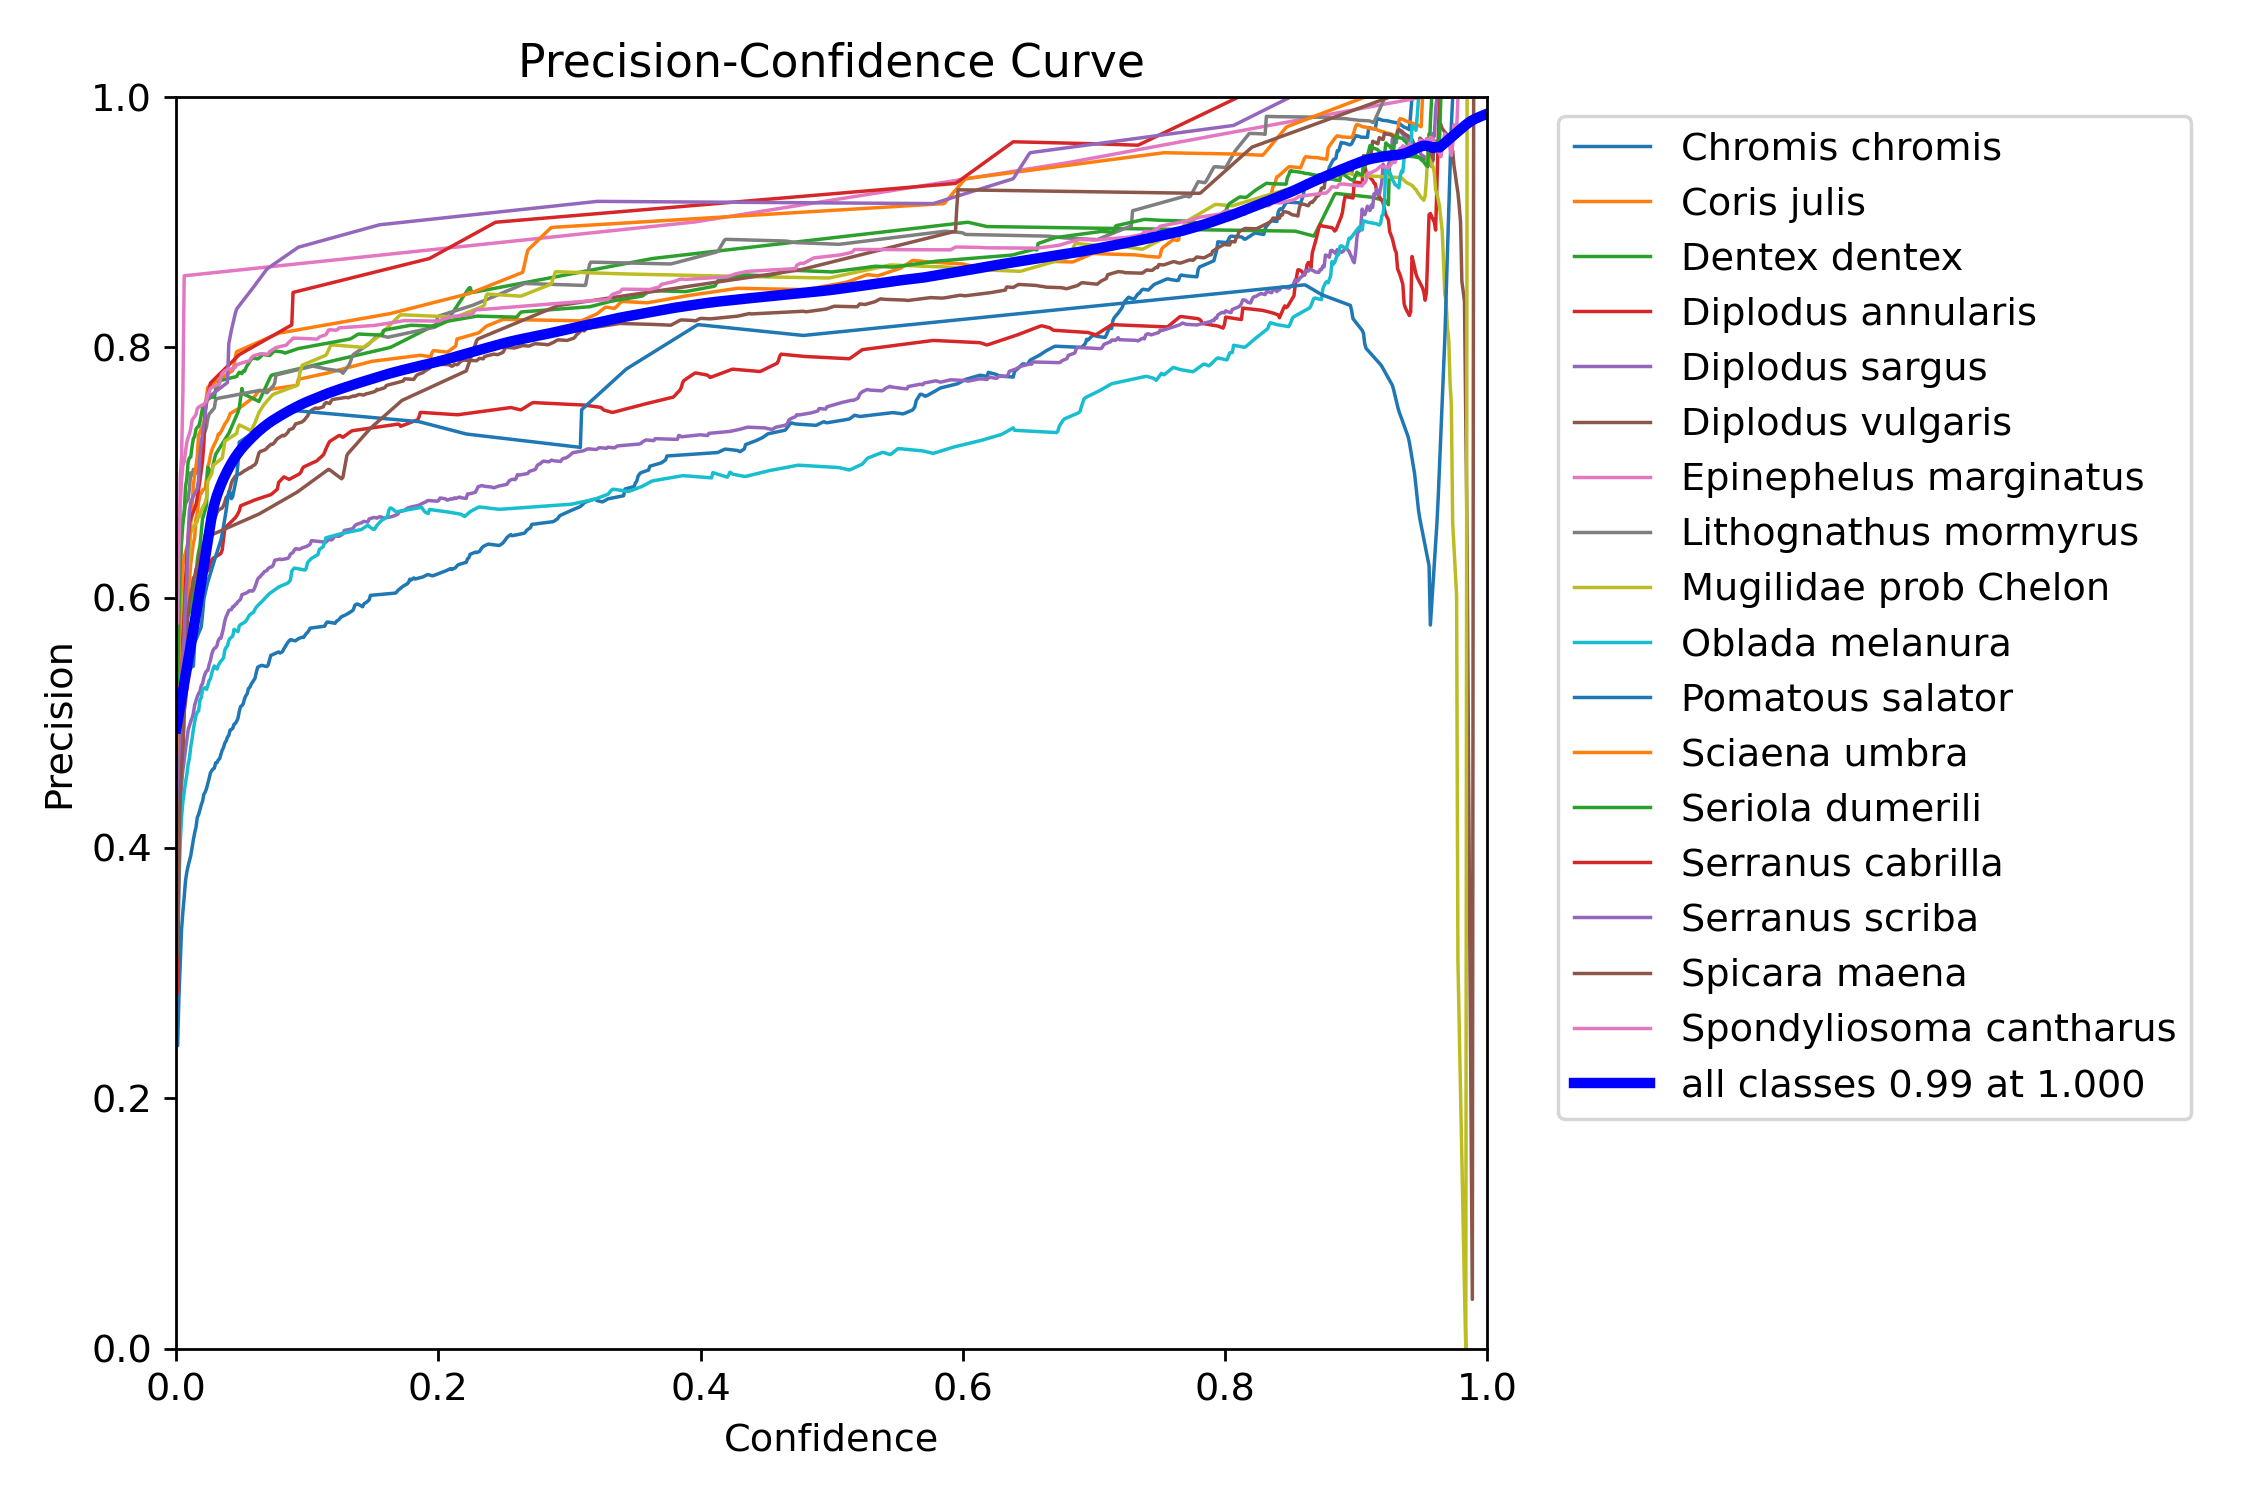 Precision-Confidence Curve
1.0
0.8
0.6
0.4
0.2
0.0
Precision
0.0 0.2 0.4 0.6 0.8 1.0
Confidence
Chromis chromis
Coris julis
Dentex dentex
Diplodus annularis
Diplodus sargus
Diplodus vulgaris
Epinephelus marginatus
Lithognathus mormyrus
Mugilidae prob Chelon
Oblada melanura
Pomatous salator
Sciaena umbra
Seriola dumerili
Serranus cabrilla
Serranus scriba
Spicara maena
Spondyliosoma cantharus
all classes 0.99 at 1.000